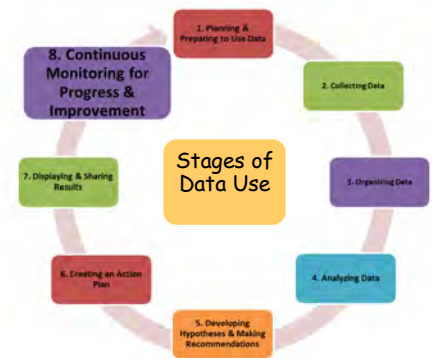 Stages of
Data Use
1. Planning &
Preparing to Use Data
2. Collecting Data
3. Organizing Data
4. Analyzing Data
5. Developing
Hypotheses & Making
Recommendations
6. Creating an Action
Plan
7. Displaying & Sharing
Results
8. Continuous
Monitoring for
Progress &
Improvement